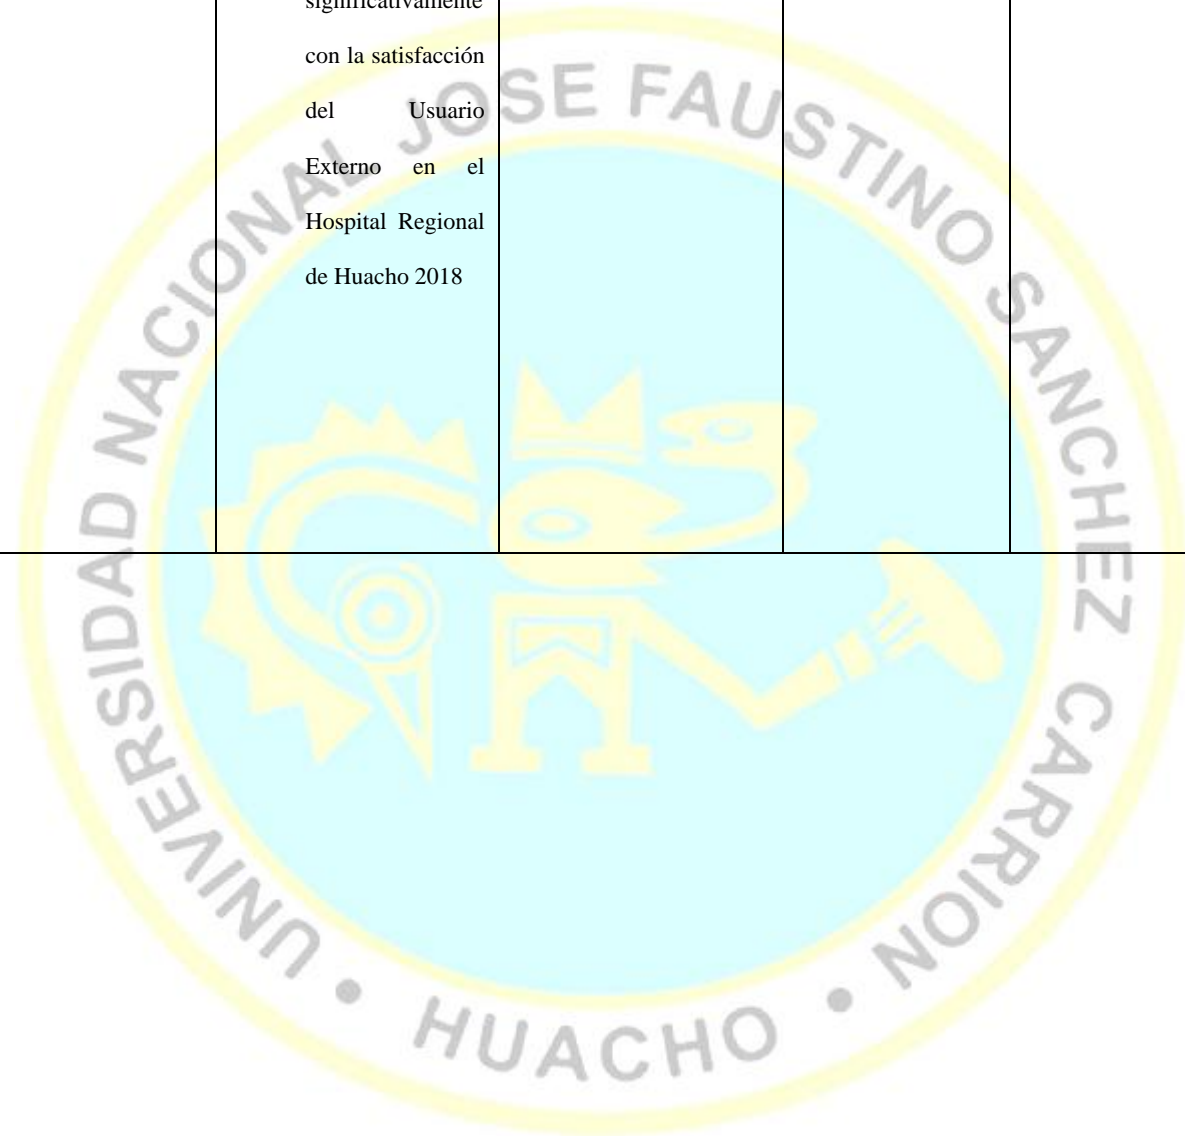 significativamente
con la satisfacción
del Usuario
Externo en el
Hospital Regional
de Huacho 2018
UNIVERSIDAD NACIONAL JOSE FAUSTINO SANCHEZ CARRION
• HUACHO •